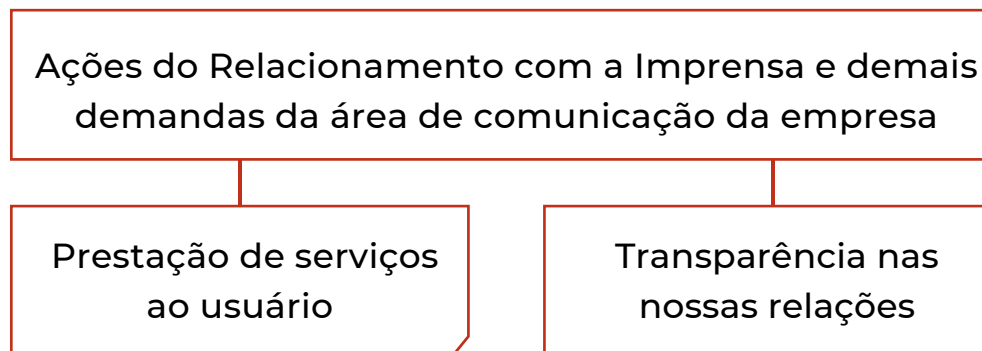 Ações do Relacionamento com a Imprensa e demais
demandas da área de comunicação da empresa
Prestação de serviços
ao usuário
Transparência nas
nossas relações